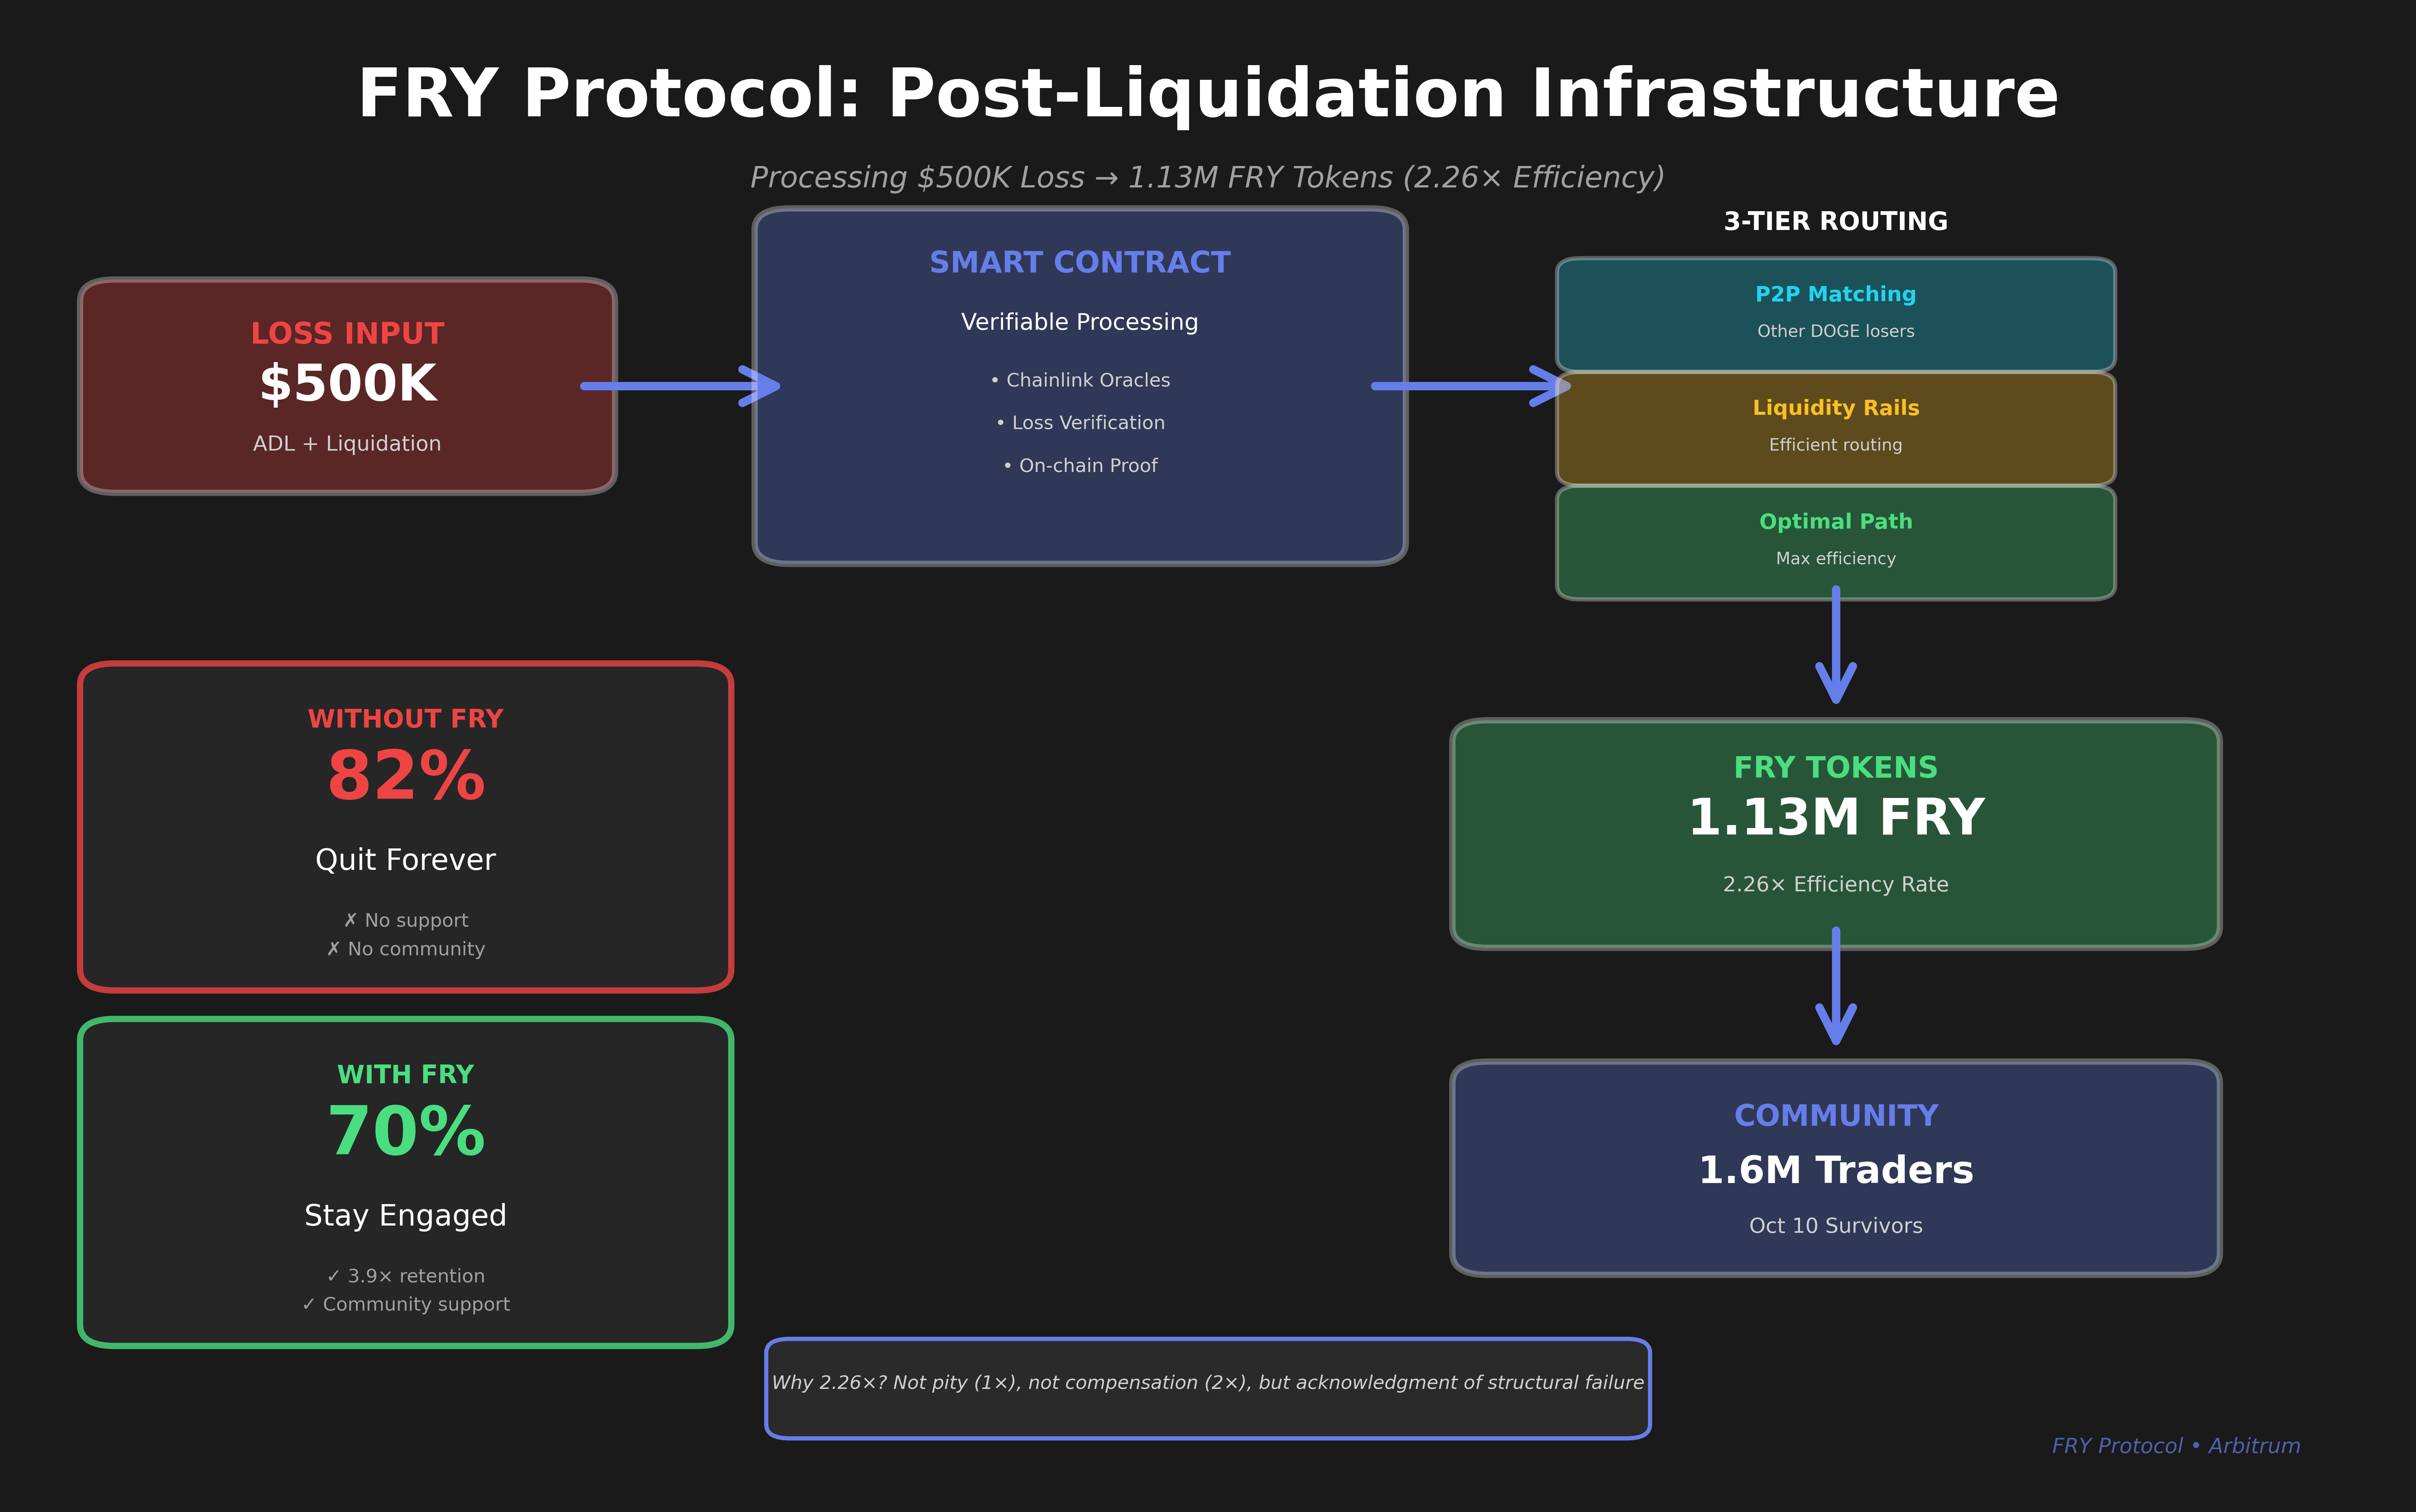 FRY Protocol: Post-Liquidation Infrastructure
Processing $500K Loss → 1.13M FRY Tokens (2.26× Efficiency)
LOSS INPUT
$500K
ADL + Liquidation
SMART CONTRACT
Verifiable Processing
• Chainlink Oracles
• Loss Verification
• On-chain Proof
3-TIER ROUTING
P2P Matching
Other DOGE losers
Liquidity Rails
Efficient routing
Optimal Path
Max efficiency
WITHOUT FRY
82%
Quit Forever
✗ No support
✗ No community
FRY TOKENS
1.13M FRY
2.26× Efficiency Rate
WITH FRY
70%
Stay Engaged
✓ 3.9× retention
✓ Community support
COMMUNITY
1.6M Traders
Oct 10 Survivors
Why 2.26×? Not pity (1×), not compensation (2×), but acknowledgment of structural failure
FRY Protocol • Arbitrum